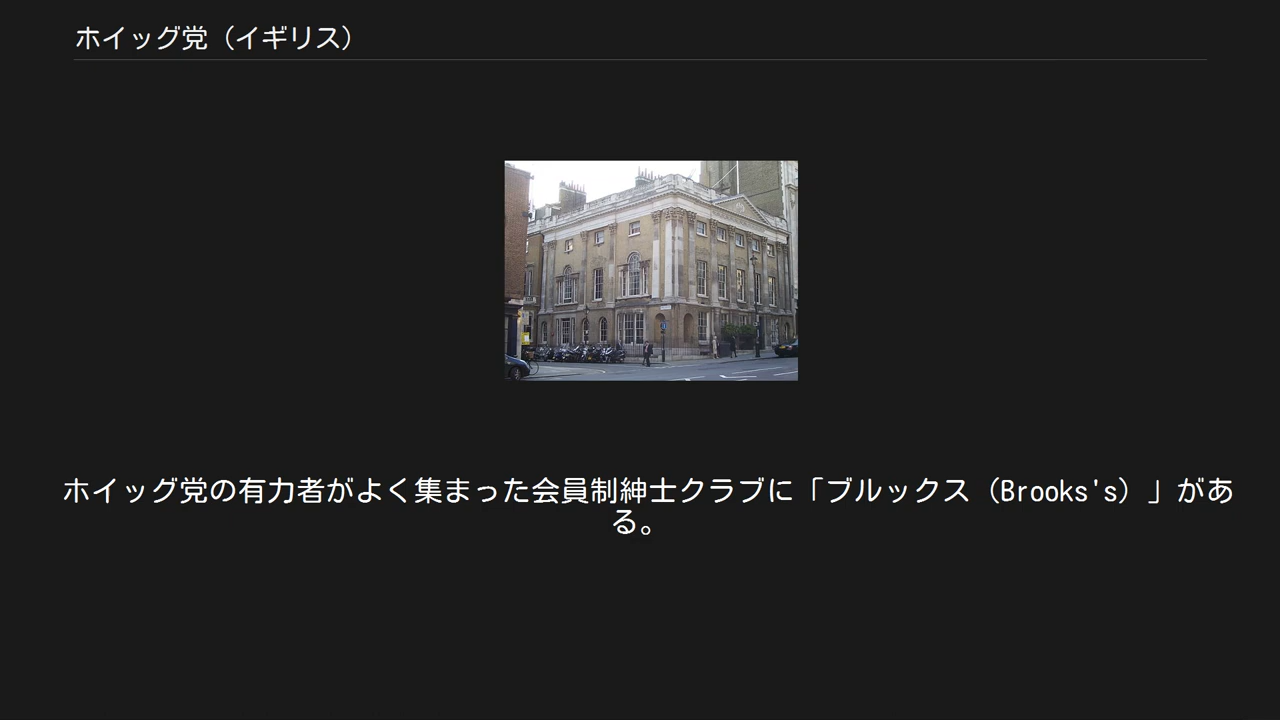 ホイッグ党（イギリス）
ホイッグ党の有力者がよく集まった会員制紳士クラブに「ブルックス（Brooks's）」があ
る。